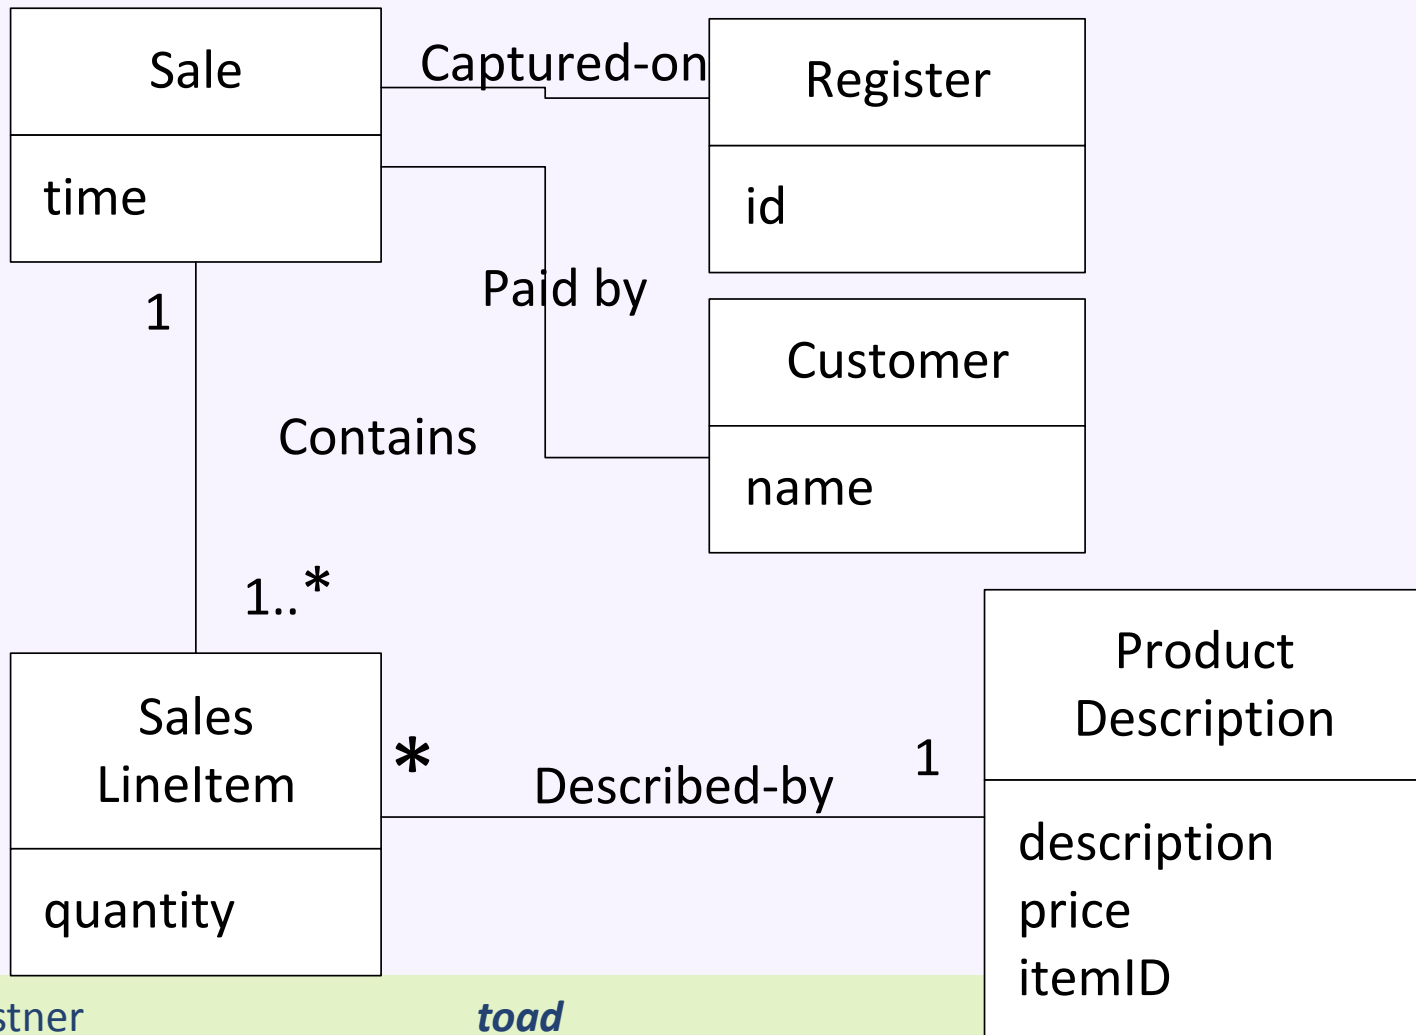 Sale
time
Captured-on
Register
id
Paid by
Customer
name
1
Contains
1..*
Sales
LineItem
quantity
*
Described-by
1
Product
Description
description
price
itemID
stner
toad